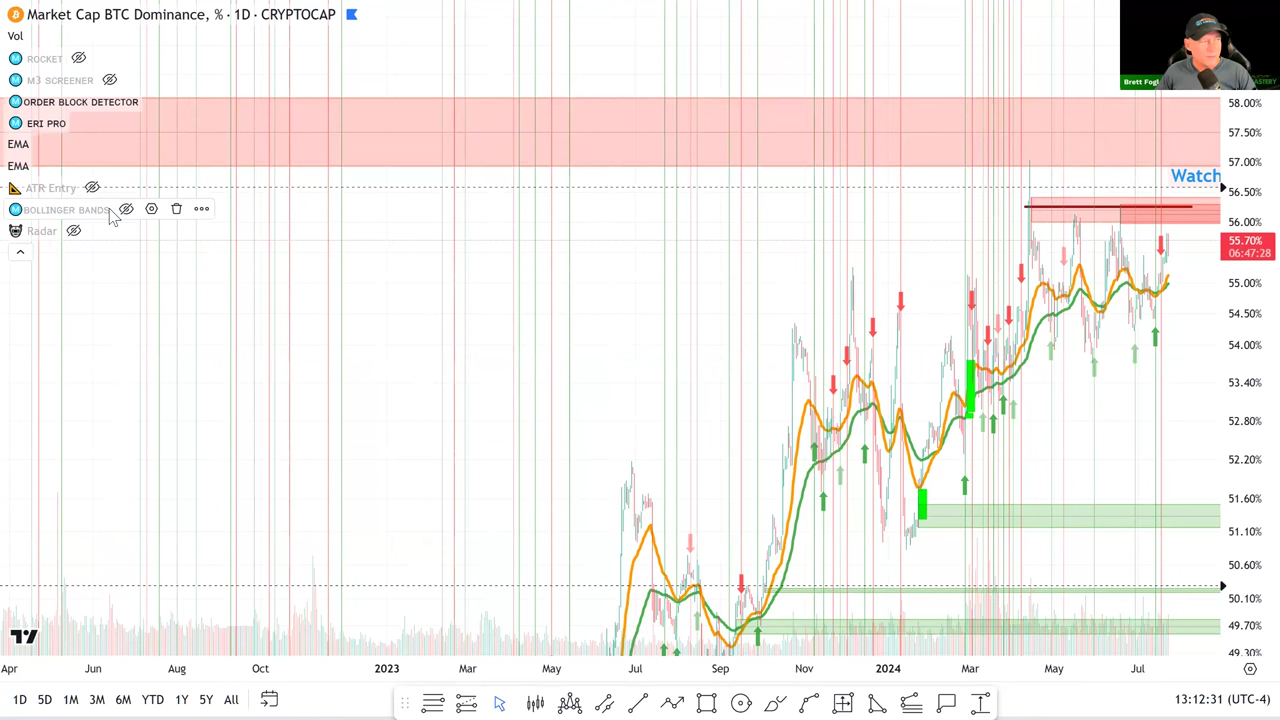 Market Cap BTC Dominance, % · 1D · CRYPTOCAP
Vol
ROCKET
M3 SCREENER
ORDER BLOCK DETECTOR
ERI PRO
EMA
EMA
ATR Entry
BOLLINGER BANDS
Radar
Brett Fogl
ASTERY
58.00%
57.50%
57.00%
Watch
56.50%
56.00%
55.70%
06:47:28
55.00%
54.50%
54.00%
53.40%
52.80%
52.20%
51.60%
51.10%
50.60%
50.10%
49.70%
49.30%
Apr Jun Aug Oct 2023 Mar May Jul Sep Nov 2024 Mar May Jul
1D 5D 1M 3M 6M YTD 1Y 5Y All
13:12:31 (UTC-4)